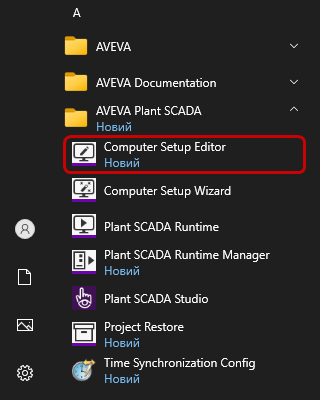 A
AVEVA
AVEVA Documentation
AVEVA Plant SCADA
Новий
Computer Setup Editor
Новий
Computer Setup Wizard
Plant SCADA Runtime
Plant SCADA Runtime Manager
Новий
Plant SCADA Studio
Project Restore
Новий
Time Synchronization Config
Новий